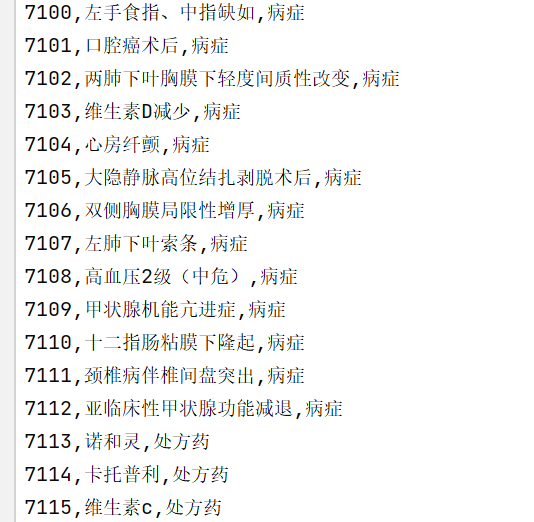 7100,左手食指、中指缺如,病症
7101,口腔癌术后,病症
7102,两肺下叶胸膜下轻度间质性改变,病症
7103,维生素D减少,病症
7104,心房纤颤,病症
7105,大隐静脉高位结扎剥脱术后,病症
7106,双侧胸膜局限性增厚,病症
7107,左肺下叶索条,病症
7108,高血压2级（中危）,病症
7109,甲状腺机能亢进症,病症
7110,十二指肠粘膜下隆起,病症
7111,颈椎病伴椎间盘突出,病症
7112,亚临床性甲状腺功能减退,病症
7113,诺和灵,处方药
7114,卡托普利,处方药
7115,维生素c,处方药